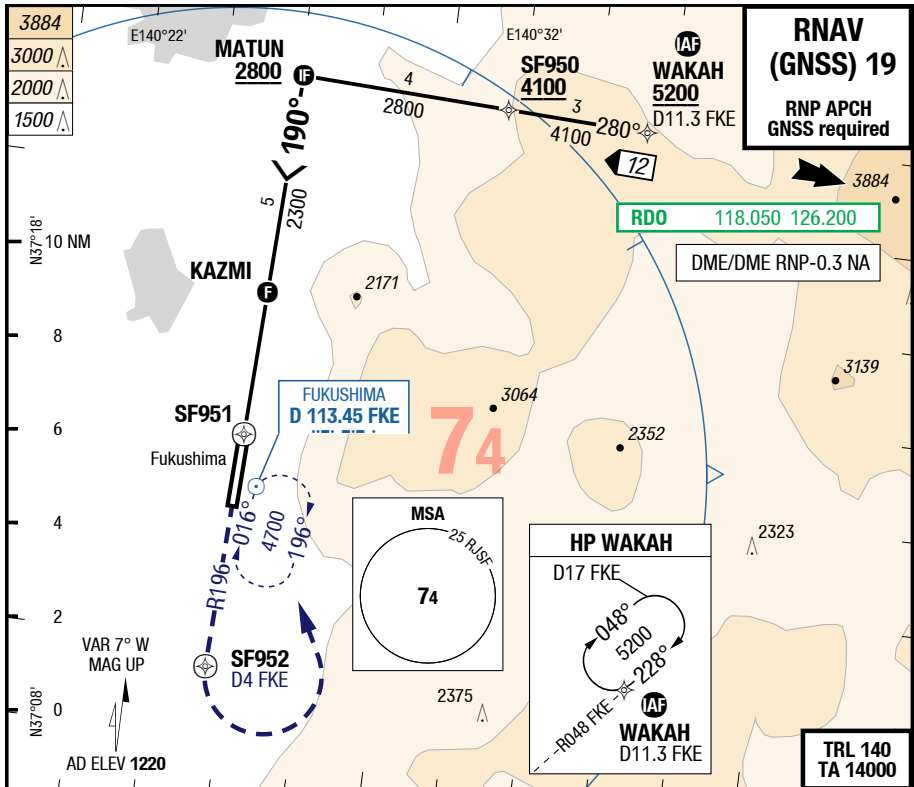 3884
3000
2000
1500
E140°22'
E140°32'
MATUN
2800
IF
4
2800
SF950
4100
3
4100
280°
IAF
WAKAH
5200
D11.3 FKE
RNAV
(GNSS) 19
RNP APCH
GNSS required
12
3884
RDO 118.050 126.200
DME/DME RNP-0.3 NA
190°
5
2300
N37°18'
10 NM
KAZMI
F
2171
8
3139
3064
74
FUKUSHIMA
D 113.45 FKE
SF951
6
Fukushima
2352
016°
4700
196°
R196
4
MSA
25 RJSF
74
2323
HP WAKAH
D17 FKE
048°
5200
228°
R048 FKE
IAF
WAKAH
D11.3 FKE
2
VAR 7° W
MAG UP
SF952
D4 FKE
2375
N37°08'
0
AD ELEV 1220
TRL 140
TA 14000